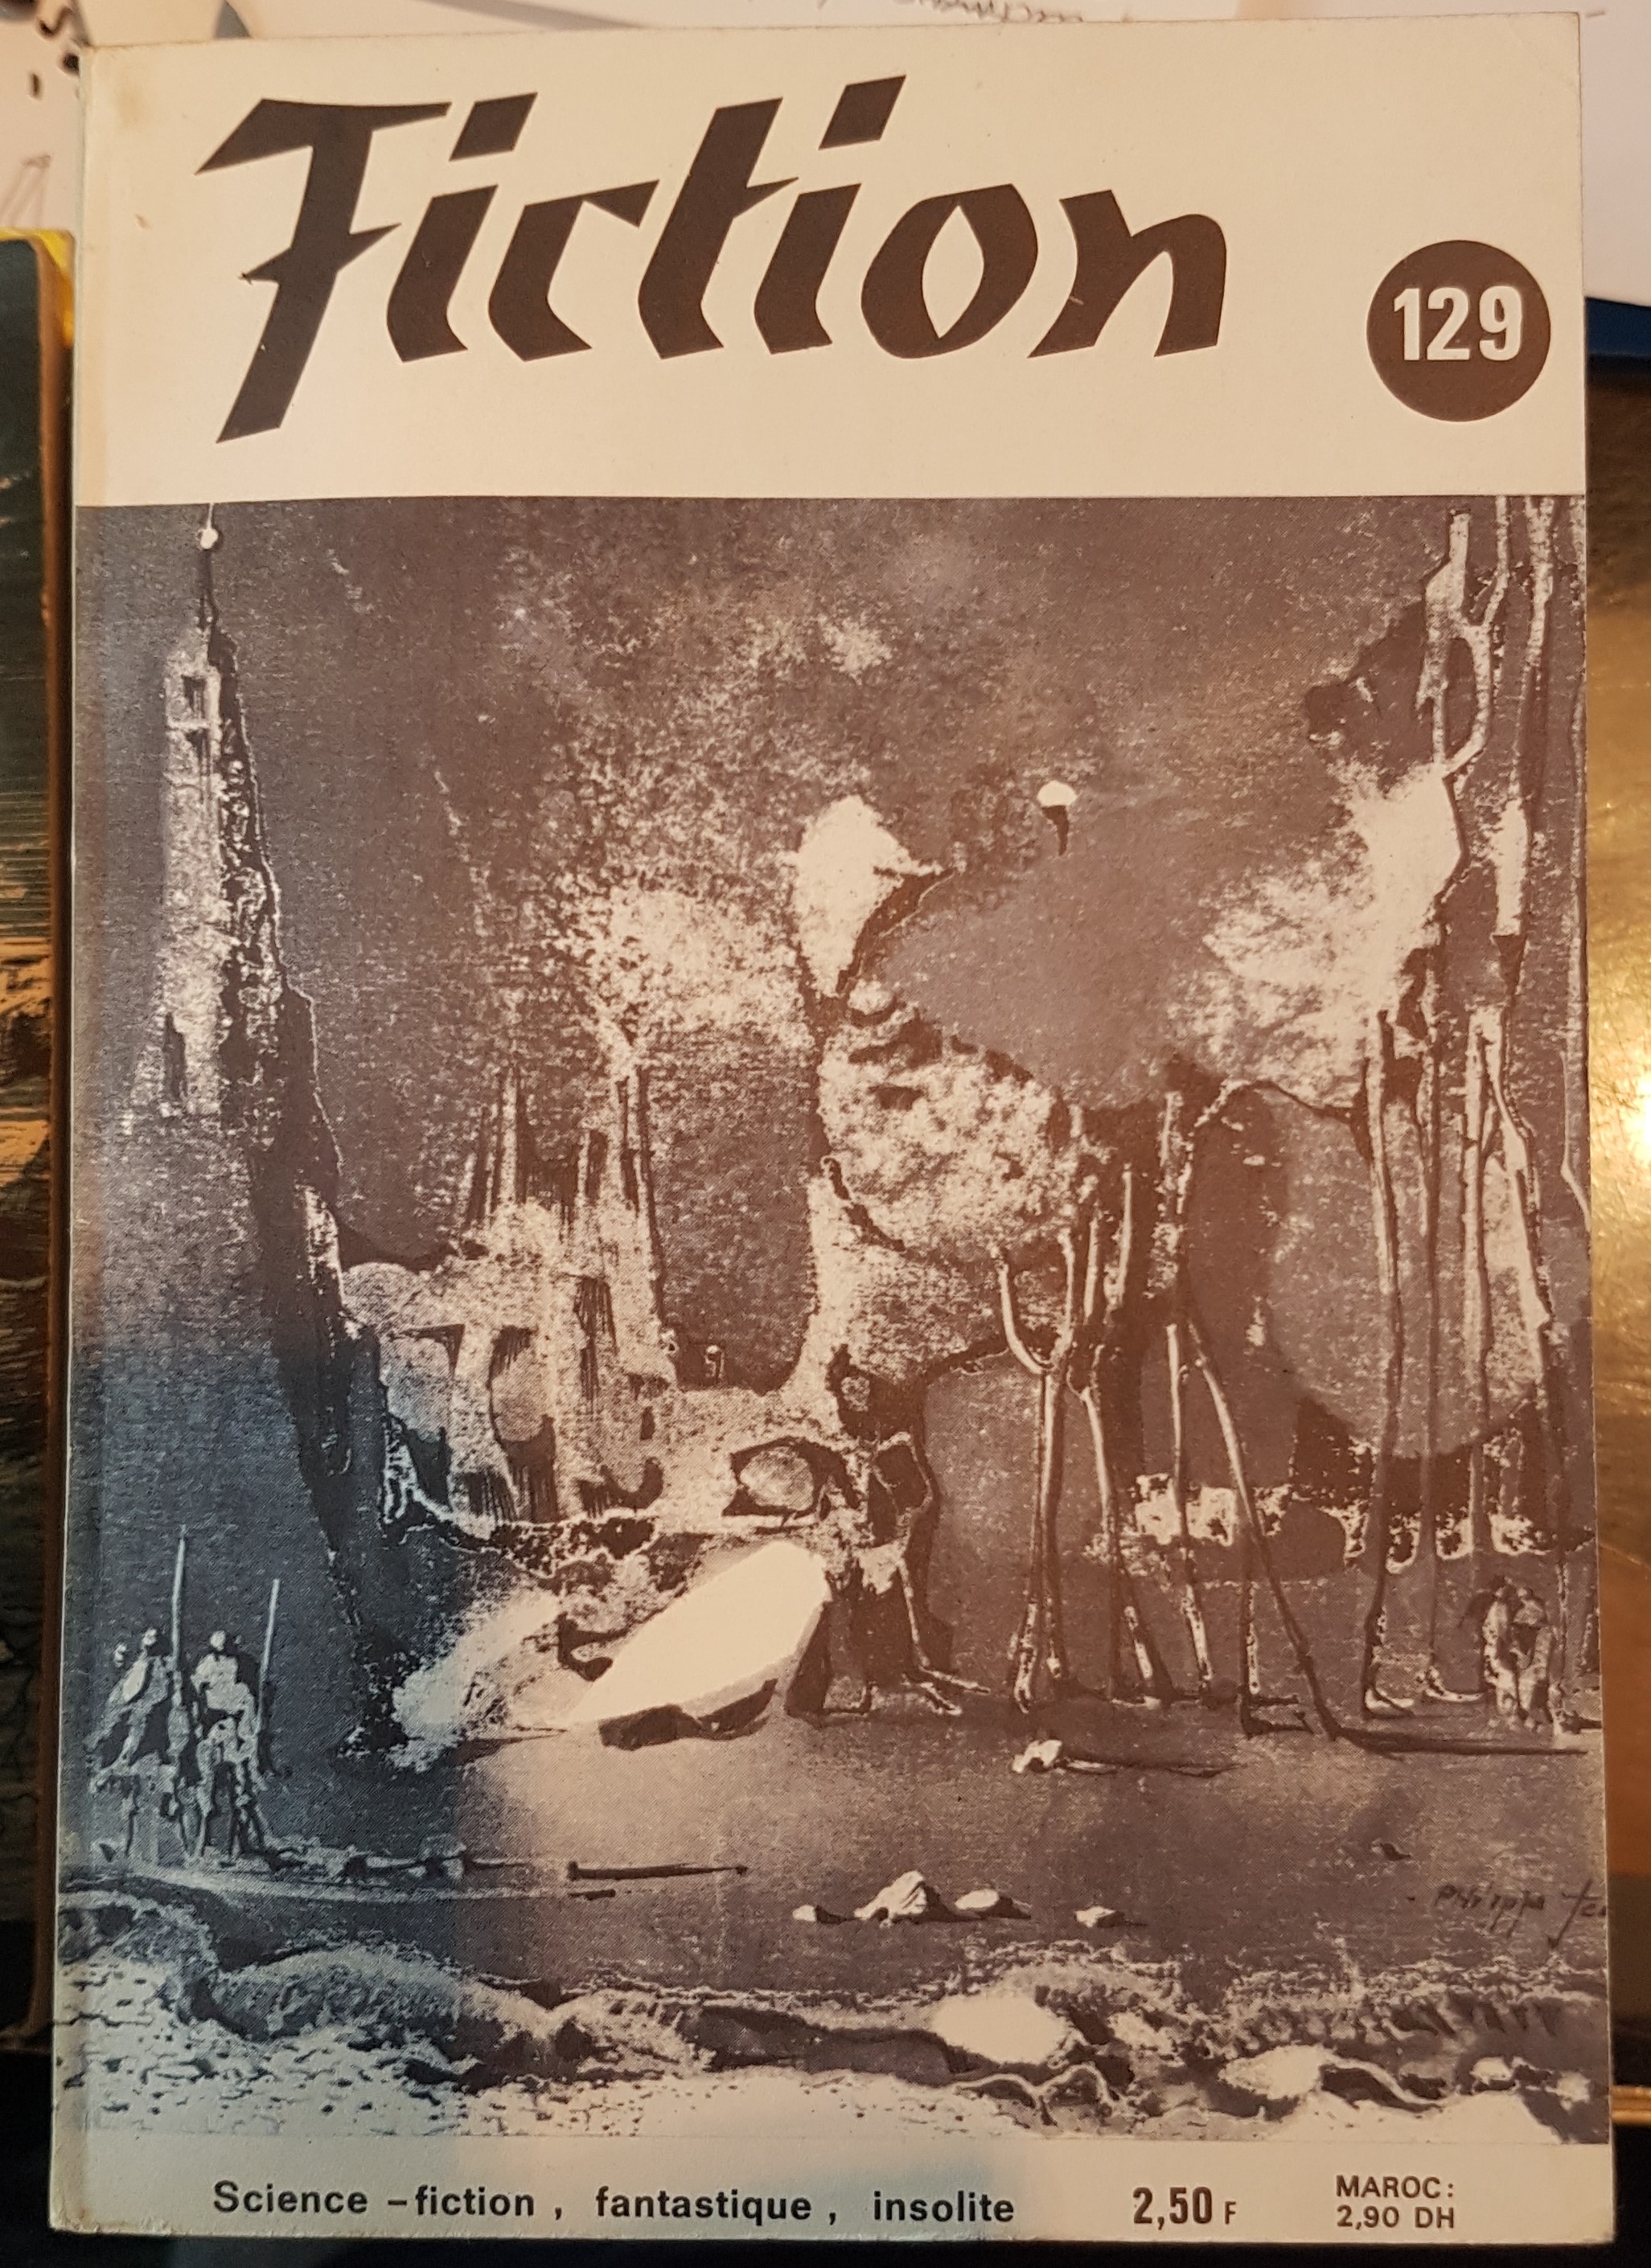 Fiction
129
Science -fiction , fantastique , insolite
2,50 F
MAROC:
2,90 DH